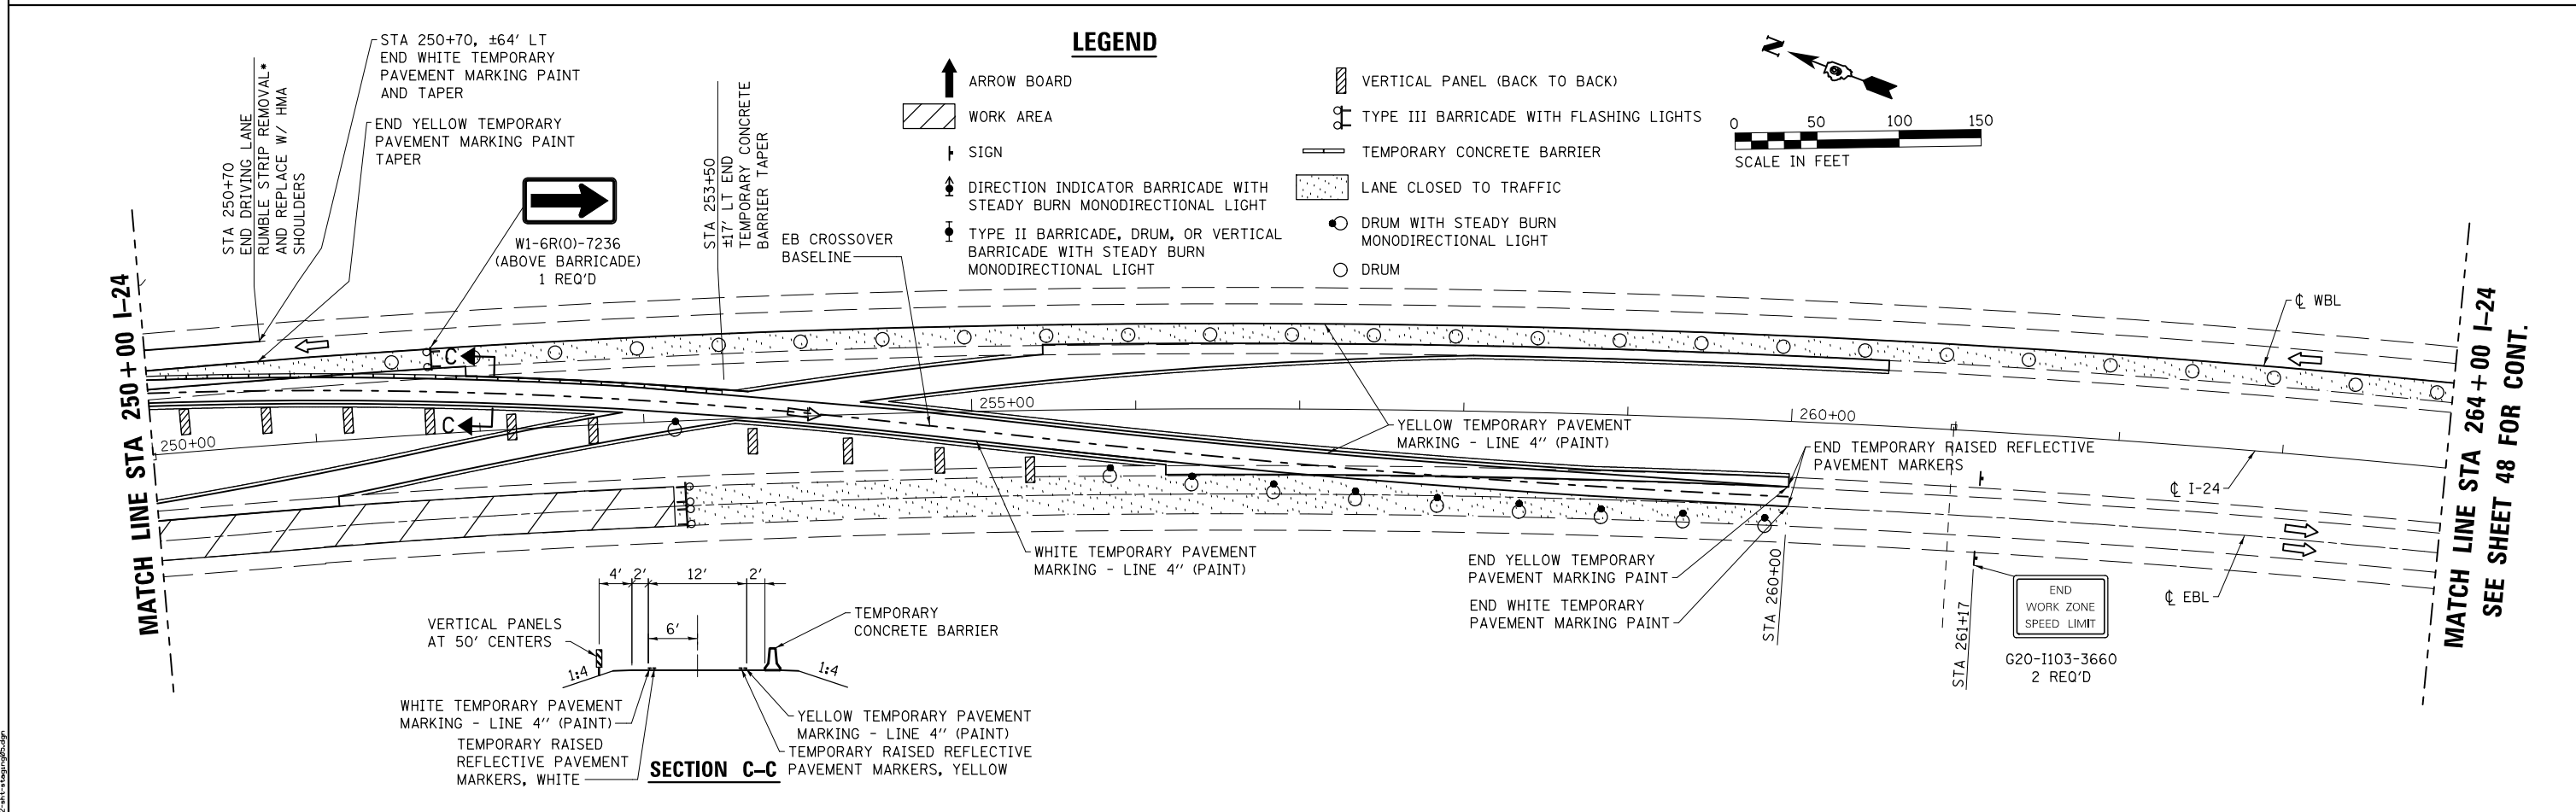 STA 250+70, ±64' LT
END WHITE TEMPORARY
PAVEMENT MARKING PAINT
AND TAPER
END YELLOW TEMPORARY
PAVEMENT MARKING PAINT
TAPER
STA 250+70
END DRIVING LANE
RUMBLE STRIP REMOVAL*
AND REPLACE W/ HMA
SHOULDERS
W1-6R(O)-7236
(ABOVE BARRICADE)
1 REQ'D
STA 253+50
±17' LT END
TEMPORARY CONCRETE
BARRIER TAPER
EB CROSSOVER
BASELINE
LEGEND
ARROW BOARD
WORK AREA
SIGN
DIRECTION INDICATOR BARRICADE WITH
STEADY BURN MONODIRECTIONAL LIGHT
TYPE II BARRICADE, DRUM, OR VERTICAL
BARRICADE WITH STEADY BURN
MONODIRECTIONAL LIGHT
VERTICAL PANEL (BACK TO BACK)
TYPE III BARRICADE WITH FLASHING LIGHTS
TEMPORARY CONCRETE BARRIER
LANE CLOSED TO TRAFFIC
DRUM WITH STEADY BURN
MONODIRECTIONAL LIGHT
DRUM
N
0 50 100 150
SCALE IN FEET
MATCH LINE STA 250+00 I-24
C
C
250+00
255+00
260+00
℄ WBL
YELLOW TEMPORARY PAVEMENT
MARKING - LINE 4" (PAINT)
END TEMPORARY RAISED REFLECTIVE
PAVEMENT MARKERS
℄ I-24
WHITE TEMPORARY PAVEMENT
MARKING - LINE 4" (PAINT)
END YELLOW TEMPORARY
PAVEMENT MARKING PAINT
END WHITE TEMPORARY
PAVEMENT MARKING PAINT
STA 260+00
STA 261+17
END
WORK ZONE
SPEED LIMIT
G20-I103-3660
2 REQ'D
℄ EBL
MATCH LINE STA 264+00 I-24
SEE SHEET 48 FOR CONT.
4' 2' 12' 2'
6'
VERTICAL PANELS
AT 50' CENTERS
TEMPORARY
CONCRETE BARRIER
1:4
1:4
WHITE TEMPORARY PAVEMENT
MARKING - LINE 4" (PAINT)
TEMPORARY RAISED
REFLECTIVE PAVEMENT
MARKERS, WHITE
YELLOW TEMPORARY PAVEMENT
MARKING - LINE 4" (PAINT)
TEMPORARY RAISED REFLECTIVE
PAVEMENT MARKERS, YELLOW
SECTION C-C